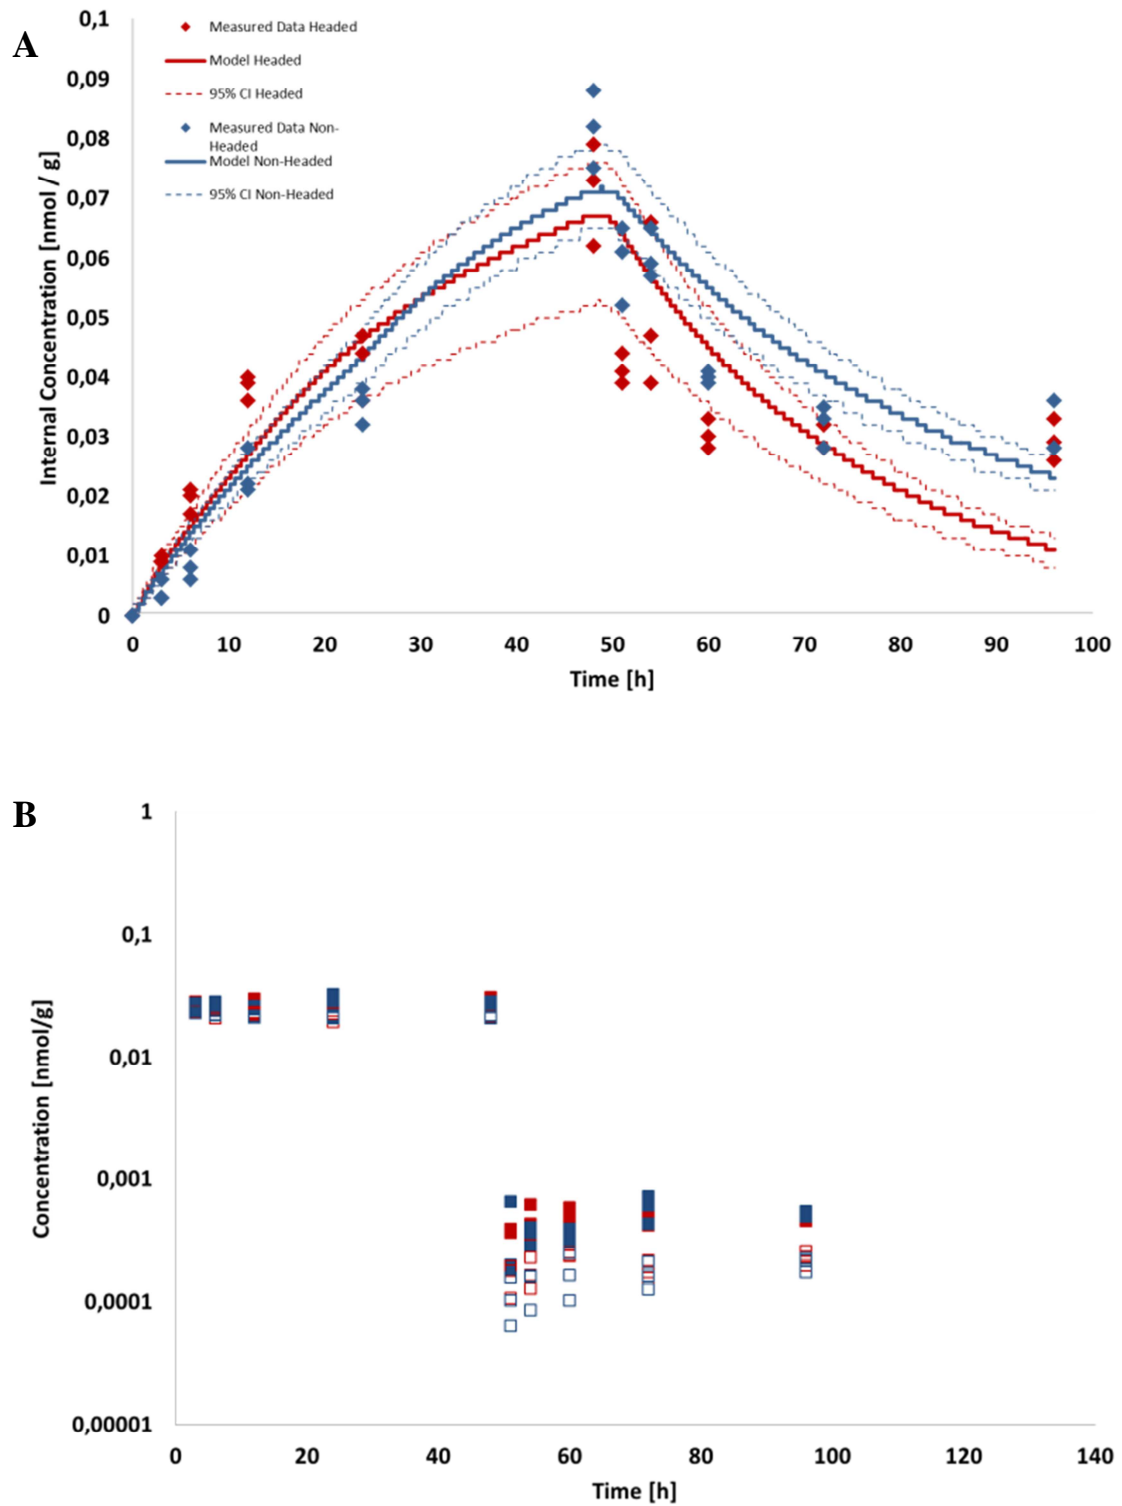 A
0,1
0,09
0,08
0,07
0,06
0,05
0,04
0,03
0,02
0,01
0
Internal Concentration [nmol / g]
Measured Data Headed
Model Headed
95% CI Headed
Measured Data Non-
Headed
Model Non-Headed
95% CI Non-Headed
0 10 20 30 40 50 60 70 80 90 100
Time [h]
B
1
0,1
0,01
0,001
0,0001
0,00001
Concentration [nmol/g]
0 20 40 60 80 100 120 140
Time [h]